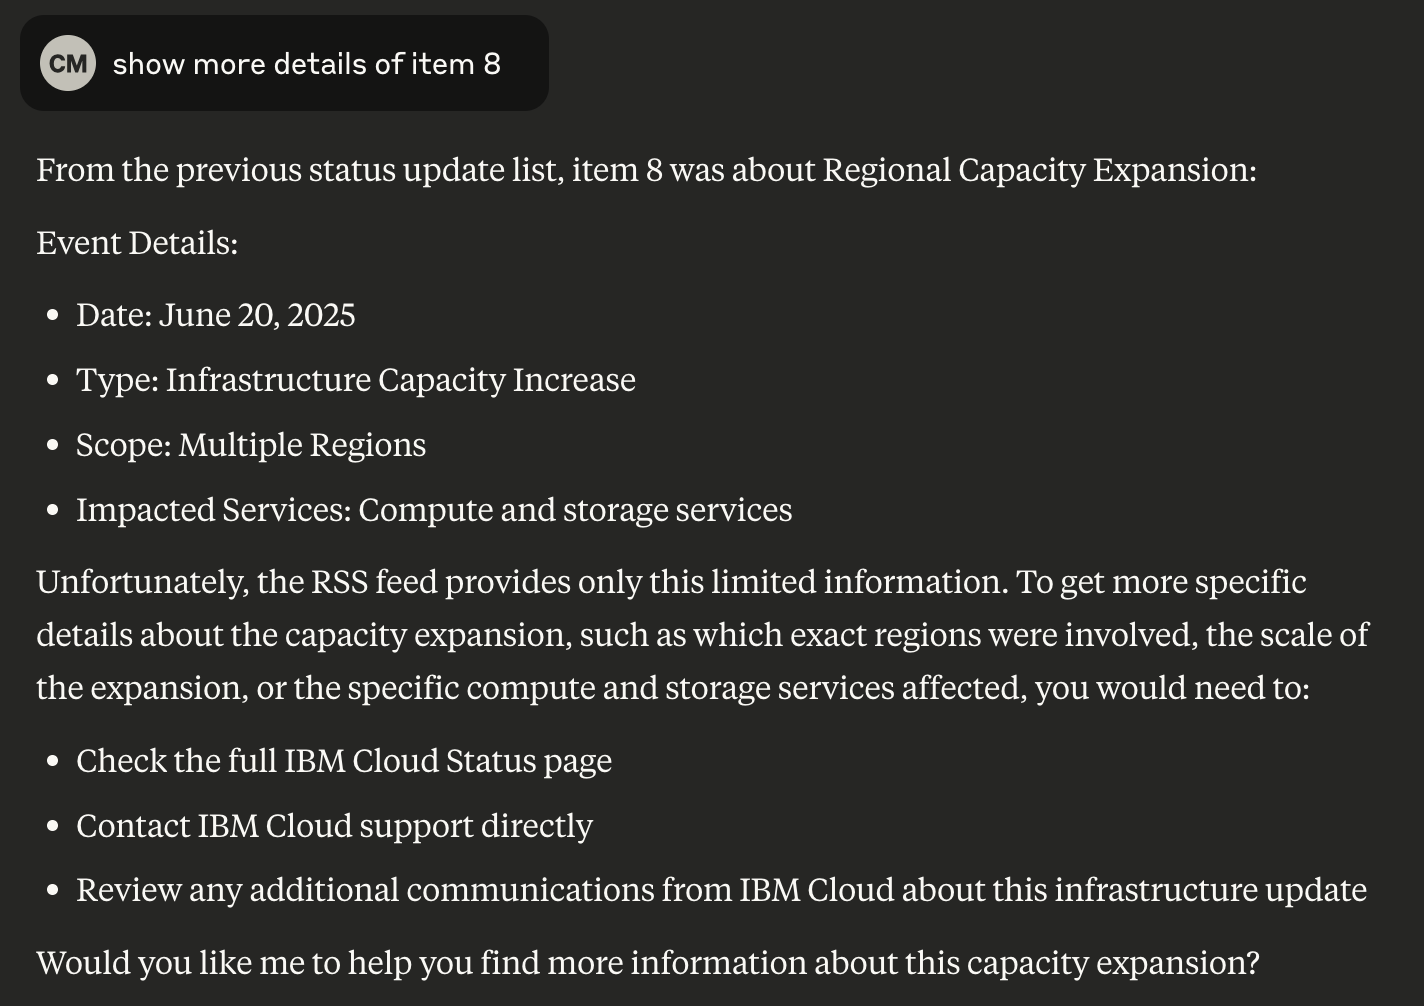 CM show more details of item 8
From the previous status update list, item 8 was about Regional Capacity Expansion:
Event Details:
• Date: June 20, 2025
• Type: Infrastructure Capacity Increase
• Scope: Multiple Regions
• Impacted Services: Compute and storage services
Unfortunately, the RSS feed provides only this limited information. To get more specific
details about the capacity expansion, such as which exact regions were involved, the scale of
the expansion, or the specific compute and storage services affected, you would need to:
• Check the full IBM Cloud Status page
• Contact IBM Cloud support directly
• Review any additional communications from IBM Cloud about this infrastructure update
Would you like me to help you find more information about this capacity expansion?